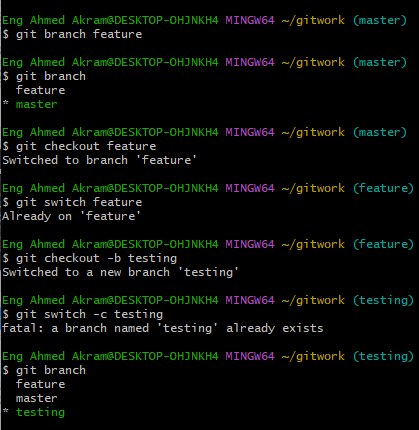 Eng Ahmed Akram@DESKTOP-OHJNKH4 MINGW64 ~/gitwork (master)
$ git branch feature
Eng Ahmed Akram@DESKTOP-OHJNKH4 MINGW64 ~/gitwork (master)
$ git branch
  feature
* master
Eng Ahmed Akram@DESKTOP-OHJNKH4 MINGW64 ~/gitwork (master)
$ git checkout feature
Switched to branch 'feature'
Eng Ahmed Akram@DESKTOP-OHJNKH4 MINGW64 ~/gitwork (feature)
$ git switch feature
Already on 'feature'
Eng Ahmed Akram@DESKTOP-OHJNKH4 MINGW64 ~/gitwork (feature)
$ git checkout -b testing
Switched to a new branch 'testing'
Eng Ahmed Akram@DESKTOP-OHJNKH4 MINGW64 ~/gitwork (testing)
$ git switch -c testing
fatal: a branch named 'testing' already exists
Eng Ahmed Akram@DESKTOP-OHJNKH4 MINGW64 ~/gitwork (testing)
$ git branch
  feature
  master
* testing